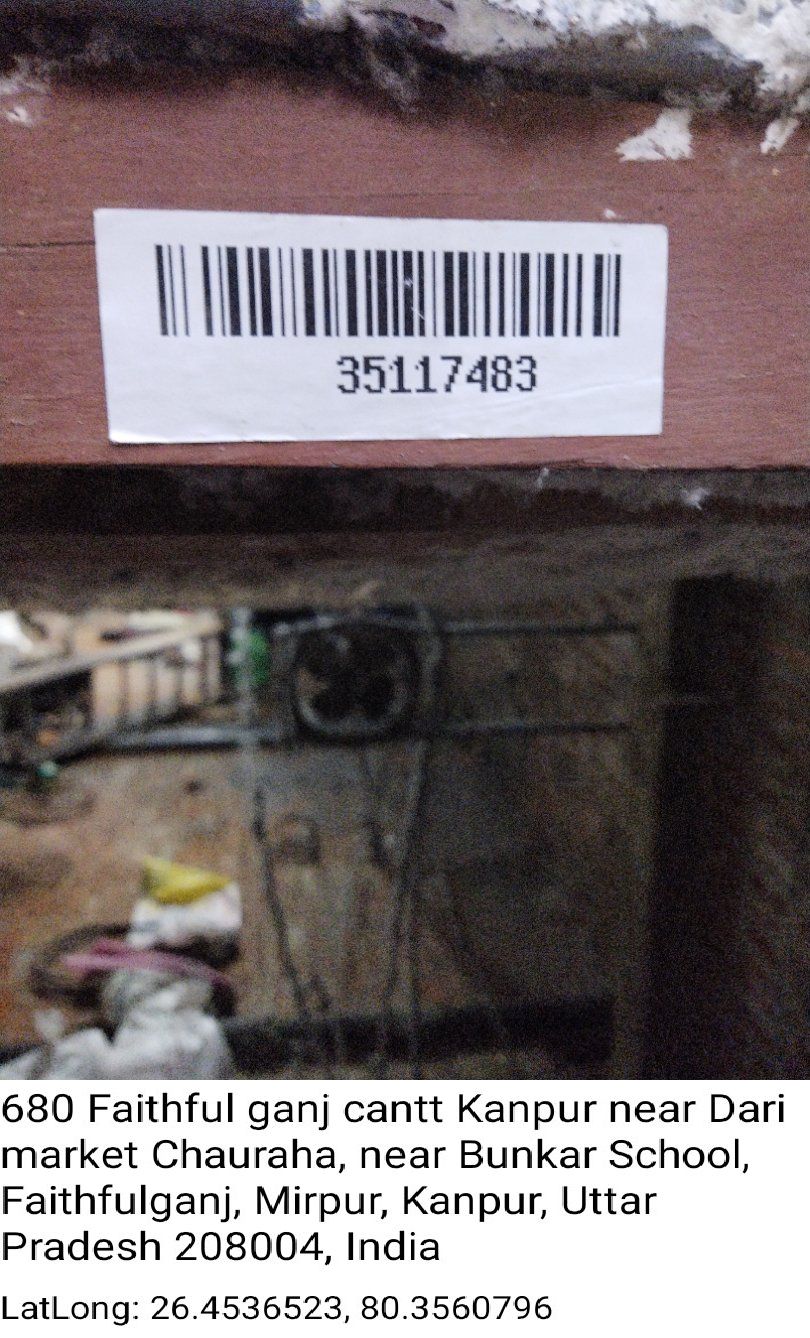 35117483
680 Faithful ganj cantt Kanpur near Dari
market Chauraha, near Bunkar School,
Faithfulganj, Mirpur, Kanpur, Uttar
Pradesh 208004, India
LatLong: 26.4536523, 80.3560796